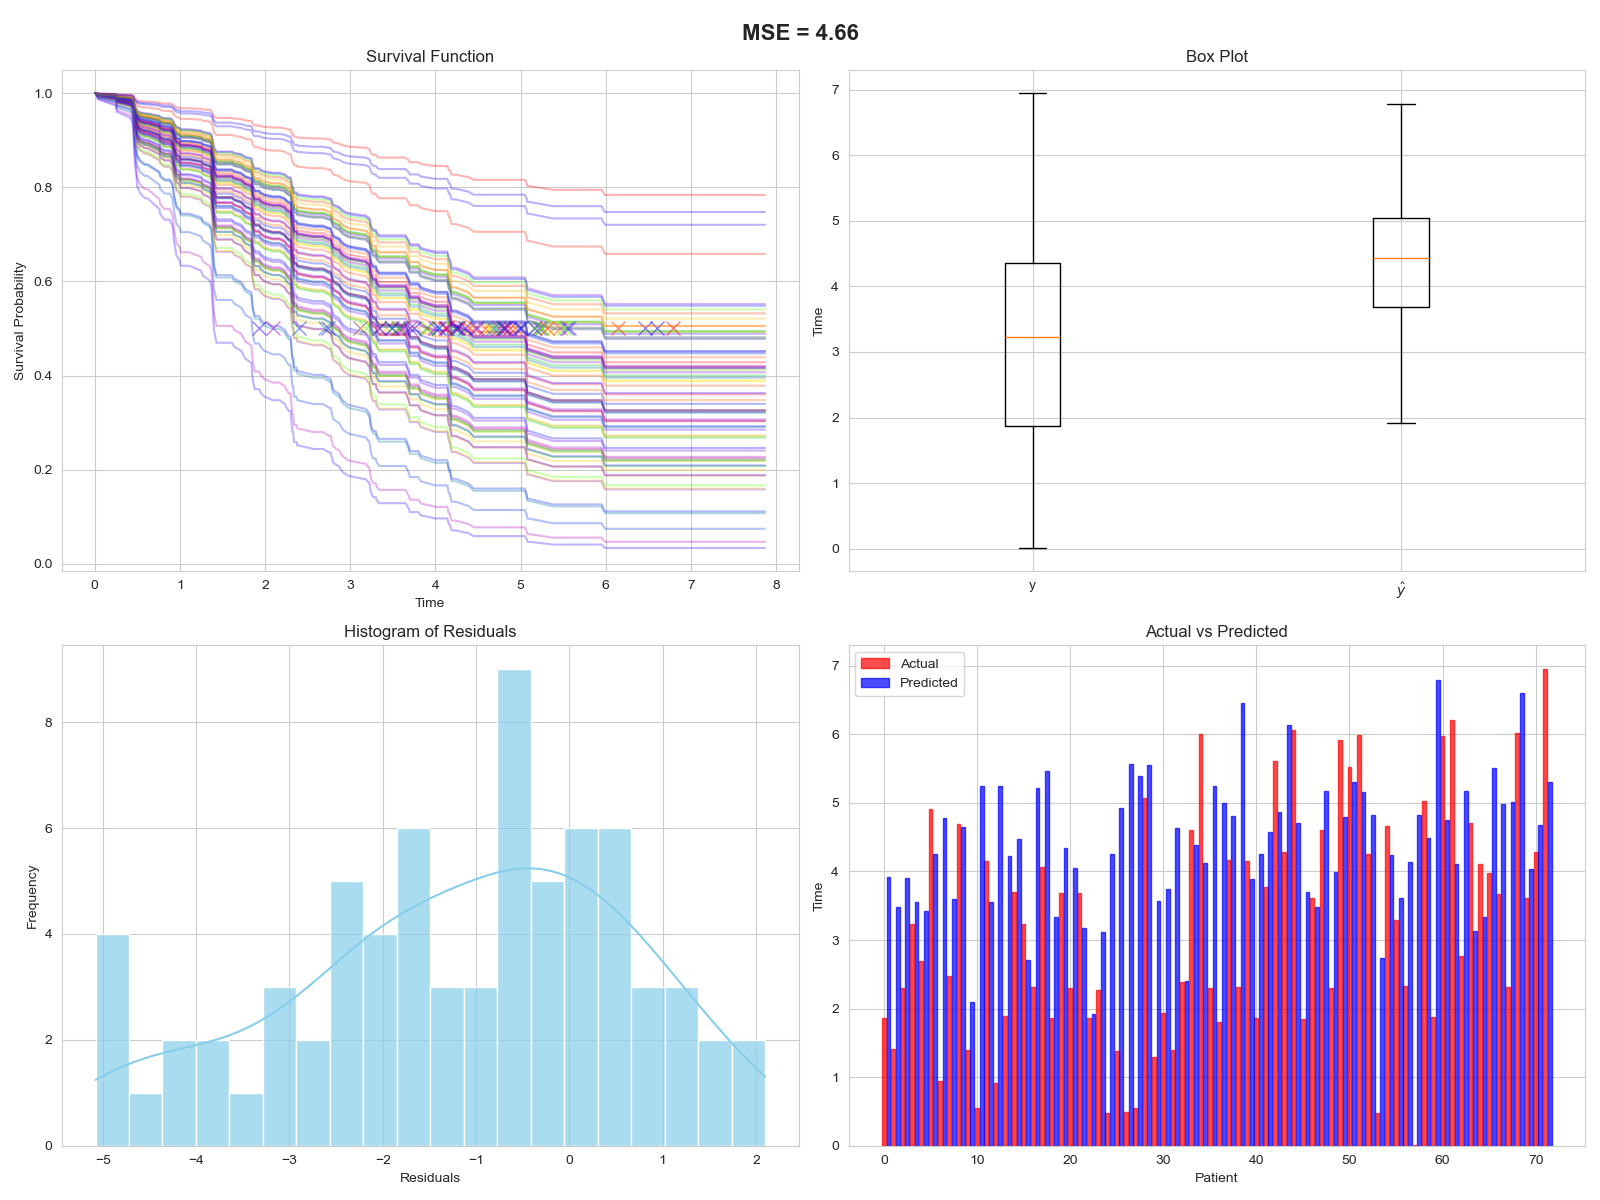 MSE = 4.66
Survival Function
Survival Probability
1.0
0.8
0.6
0.4
0.2
0.0
0 1 2 3 4 5 6 7 8
Time
Box Plot
Time
7
6
5
4
3
2
1
0
y ŷ
Histogram of Residuals
Frequency
8
6
4
2
0
−5 −4 −3 −2 −1 0 1 2
Residuals
Actual vs Predicted
Actual
Predicted
Time
7
6
5
4
3
2
1
0
0 10 20 30 40 50 60 70
Patient